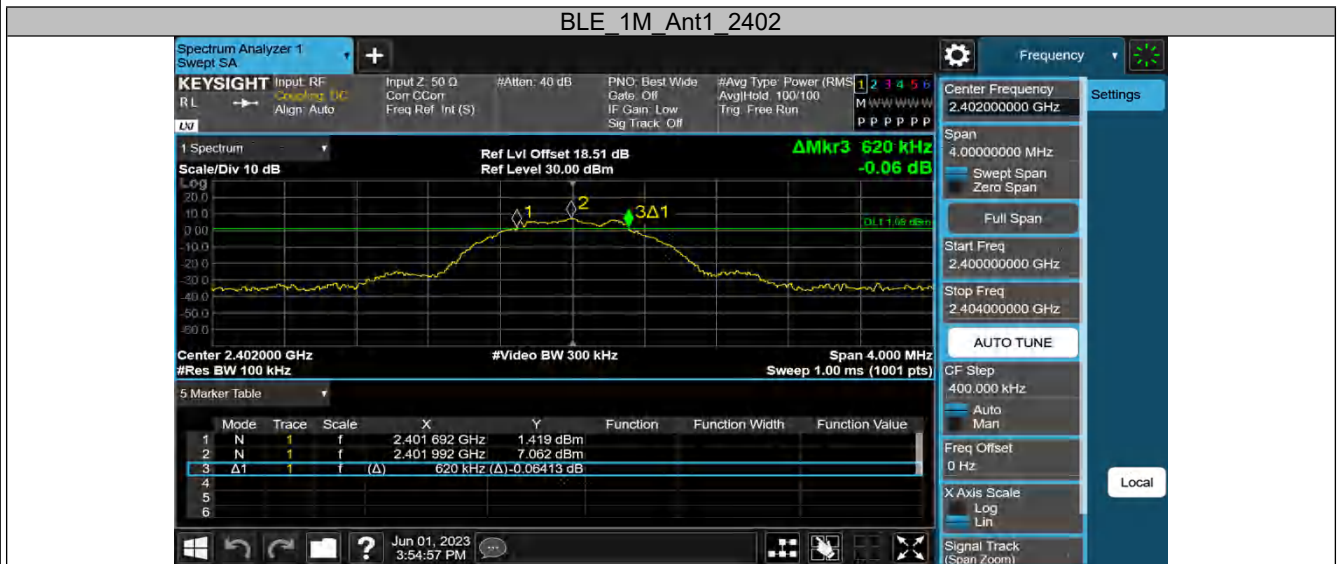 BLE_1M_Ant1_2402
Spectrum Analyzer 1
Swept SA
+
Frequency
KEYSIGHT
Input: RF
Input Z: 50 Ω
#Atten: 40 dB
PNO: Best Wide
#Avg Type: Power (RMS
1 2 3 4 5 6
RL
Coupling: DC
Corr CCorr
Gate: Off
Avg|Hold: 100/100
M W W W W W
Align: Auto
Freq Ref: Int (S)
IF Gain: Low
Trig: Free Run
P P P P P P
LXI
Sig Track: Off
Center Frequency
2.402000000 GHz
Settings
1 Spectrum
Ref Lvl Offset 18.51 dB
ΔMkr3 620 kHz
Scale/Div 10 dB
Ref Level 30.00 dBm
-0.06 dB
Span
4.00000000 MHz
Swept Span
Zero Span
Log
20.0
10.0
0.00
-10.0
-20.0
-30.0
-40.0
-50.0
-60.0
1
2
3Δ1
Full Span
Start Freq
2.400000000 GHz
Stop Freq
2.404000000 GHz
AUTO TUNE
Center 2.402000 GHz
#Video BW 300 kHz
Span 4.000 MHz
#Res BW 100 kHz
Sweep 1.00 ms (1001 pts)
CF Step
400.000 kHz
Auto
Man
5 Marker Table
Mode Trace Scale X Y Function Function Width Function Value
1 N 1 f 2.401 692 GHz 1.419 dBm
2 N 1 f 2.401 992 GHz 7.062 dBm
3 Δ1 1 f (Δ) 620 kHz (Δ) -0.06413 dB
4
5
6
Freq Offset
0 Hz
Local
X Axis Scale
Log
Lin
Signal Track
(Span Zoom)
?
Jun 01, 2023
3:54:57 PM